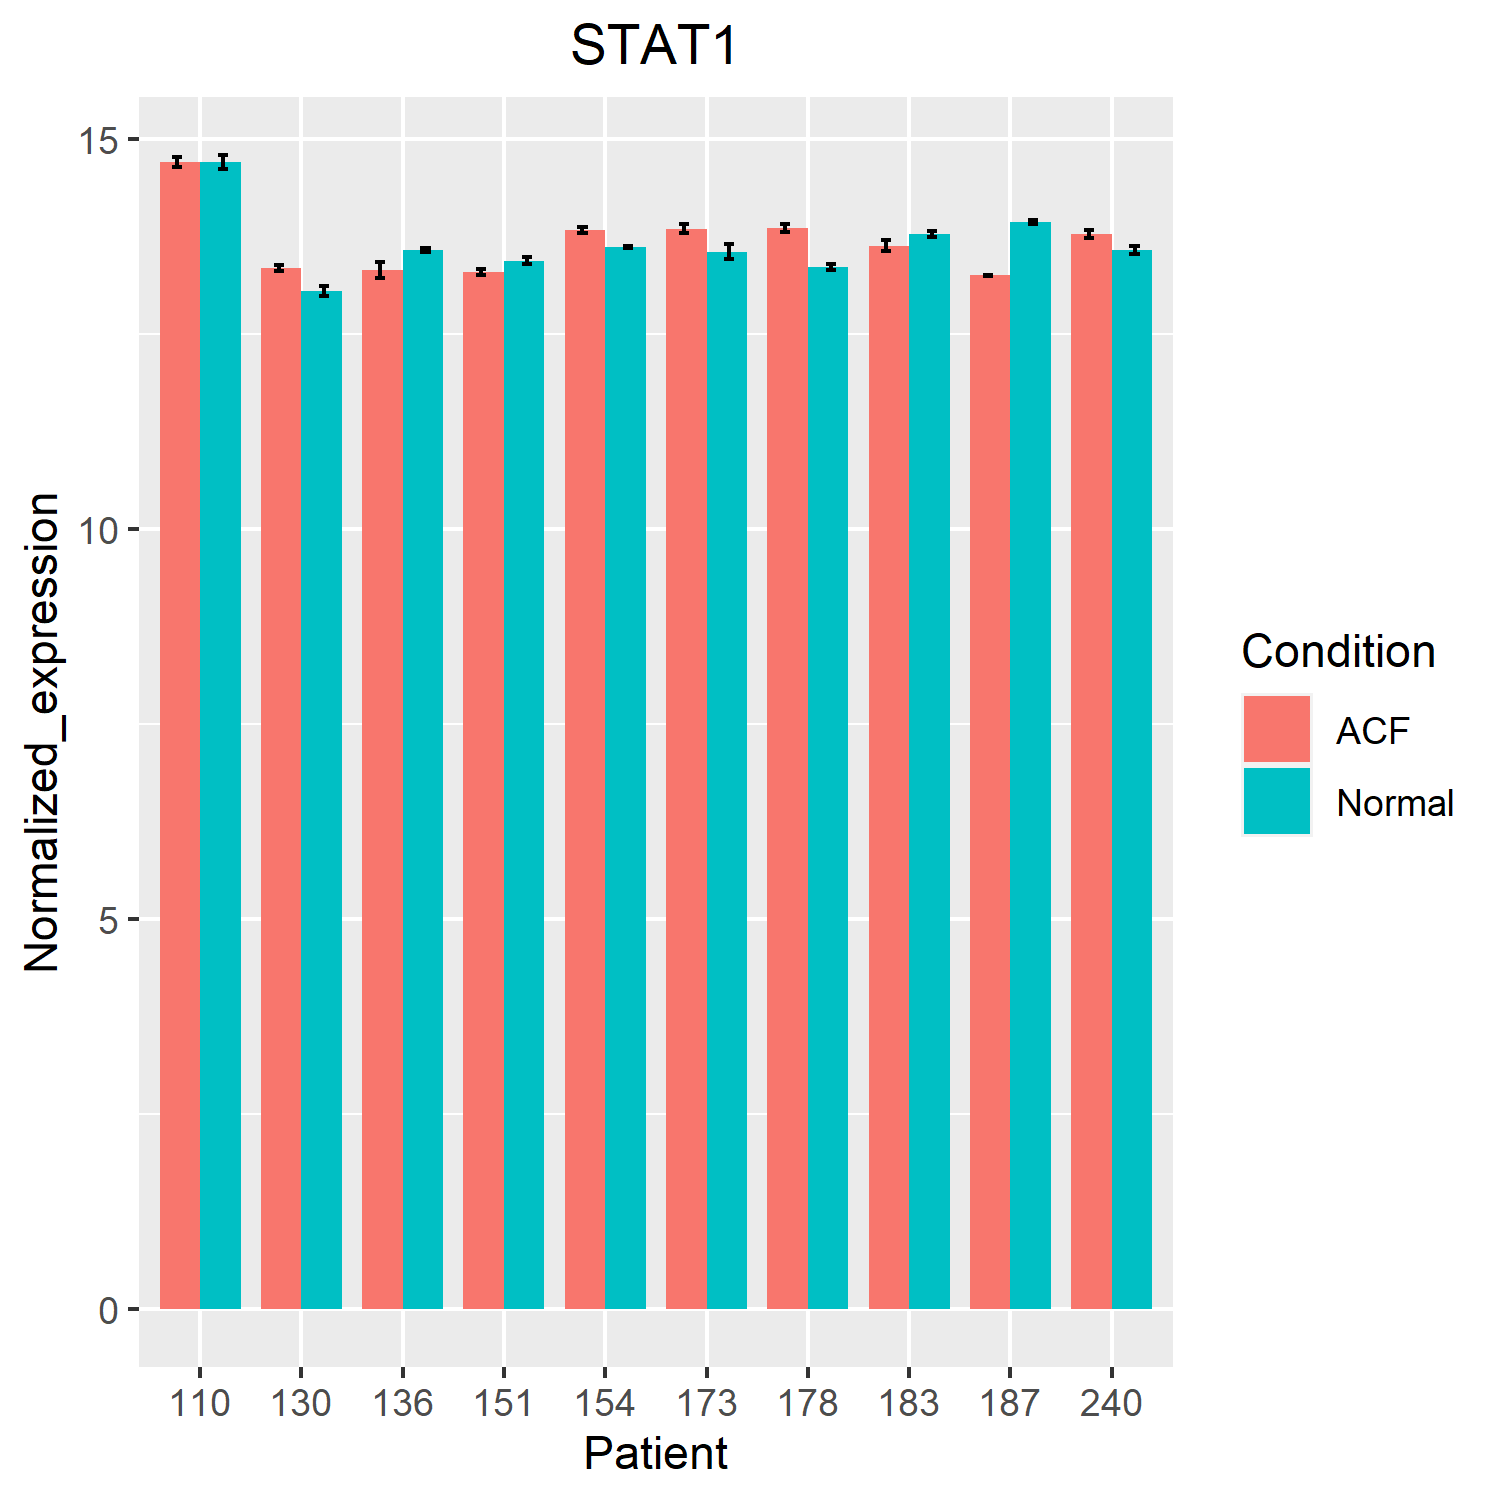 STAT1
15
10
5
0
Normalized_expression
110 130 136 151 154 173 178 183 187 240
Patient
Condition
ACF
Normal